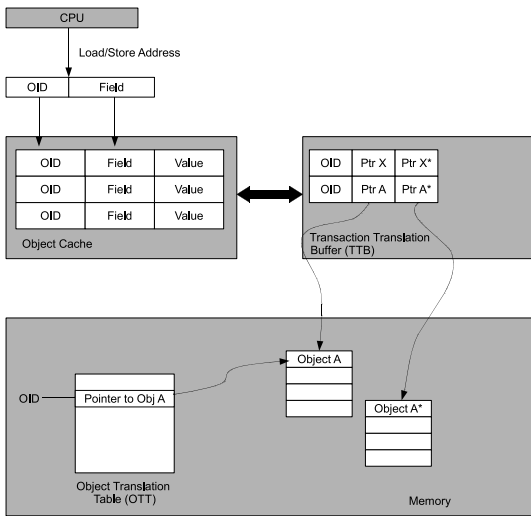 CPU
Load/Store Address
OID Field
OID Field Value
OID Field Value
OID Field Value
Object Cache
OID Ptr X Ptr X*
OID Ptr A Ptr A*
Transaction Translation
Buffer (TTB)
Object A
OID
Pointer to Obj A
Object A*
Object Translation
Table (OTT)
Memory